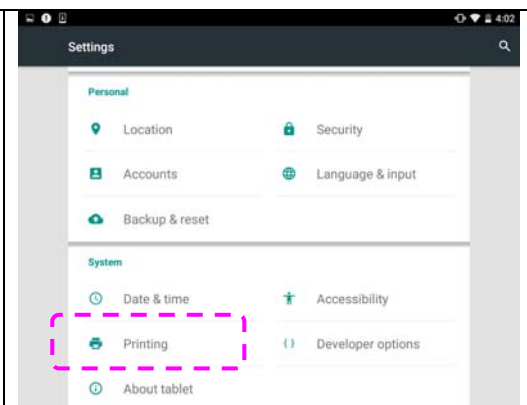 4:02
Settings
Personal
Location Security
Accounts Language & input
Backup & reset
System
Date & time Accessibility
Printing { } Developer options
About tablet